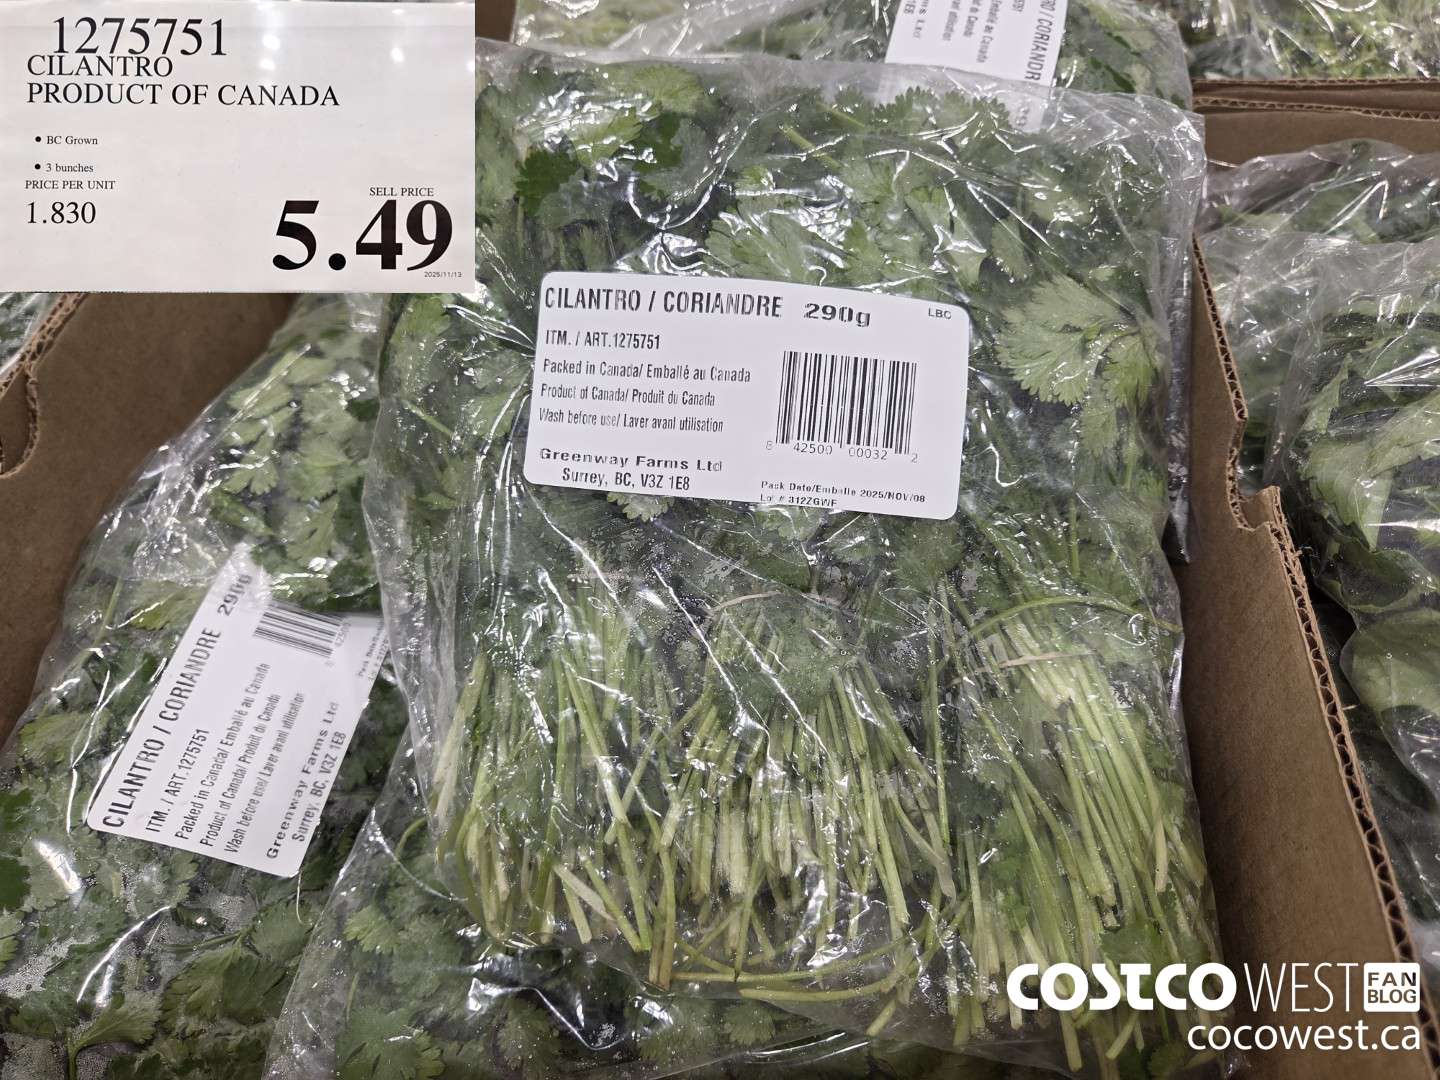 1275751
CILANTRO
PRODUCT OF CANADA
• BC Grown
• 3 bunches
PRICE PER UNIT
1.830
SELL PRICE
5.49
2025/11/13
CILANTRO / CORIANDRE 290g
LBC
ITM. / ART.1275751
Packed in Canada/ Emballé au Canada
Product of Canada/ Produit du Canada
Wash before use/ Laver avant utilisation
Greenway Farms Ltd
Surrey, BC, V3Z 1E8
8 42500 00032 2
Pack Date/Emballe 2025/NOV/08
Lot # 312ZGWF
CILANTRO / CORIANDRE 290g
ITM. / ART.1275751
Packed in Canada/ Emballé au Canada
Product of Canada/ Produit du Canada
Wash before use/ Laver avant utilisation
Greenway Farms Ltd
Surrey, BC, V3Z 1E8
COSTCO WEST FAN BLOG
cocowest.ca